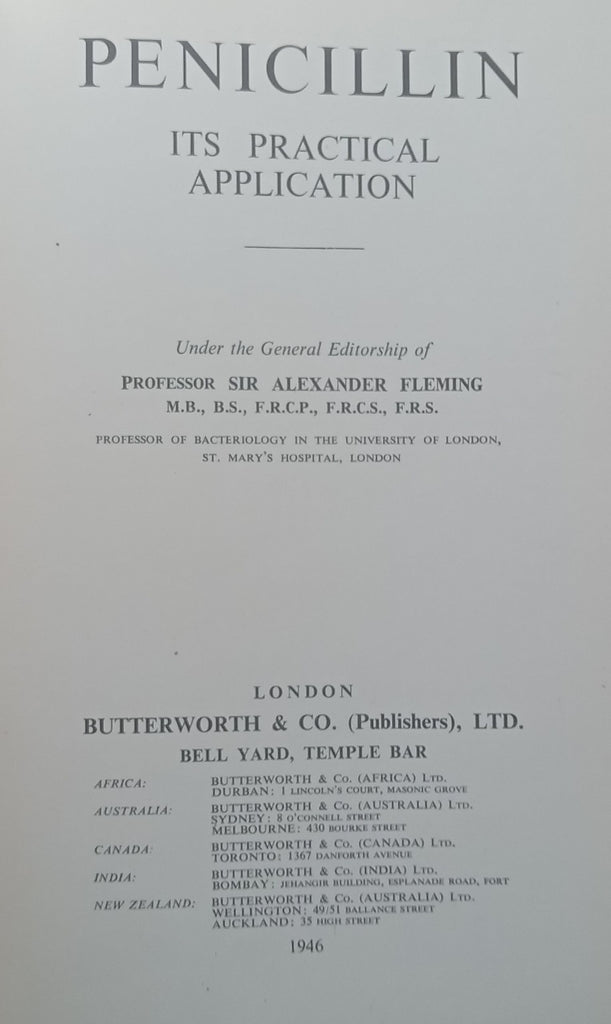 PENICILLIN
ITS PRACTICAL
APPLICATION
Under the General Editorship of
PROFESSOR SIR ALEXANDER FLEMING
M.B., B.S., F.R.C.P., F.R.C.S., F.R.S.
PROFESSOR OF BACTERIOLOGY IN THE UNIVERSITY OF LONDON,
ST. MARY'S HOSPITAL, LONDON
LONDON
BUTTERWORTH & CO. (Publishers), LTD.
BELL YARD, TEMPLE BAR
AFRICA: BUTTERWORTH & Co. (AFRICA) LTD.
DURBAN: 1 LINCOLN'S COURT, MASONIC GROVE
AUSTRALIA: BUTTERWORTH & Co. (AUSTRALIA) LTD.
SYDNEY: 8 O'CONNELL STREET
MELBOURNE: 430 BOURKE STREET
CANADA: BUTTERWORTH & Co. (CANADA) LTD.
TORONTO: 1367 DANFORTH AVENUE
INDIA: BUTTERWORTH & Co. (INDIA) LTD.
BOMBAY: JEHANGIR BUILDING, ESPLANADE ROAD, FORT
NEW ZEALAND: BUTTERWORTH & Co. (AUSTRALIA) LTD.
WELLINGTON: 49/51 BALLANCE STREET
AUCKLAND: 35 HIGH STREET
1946